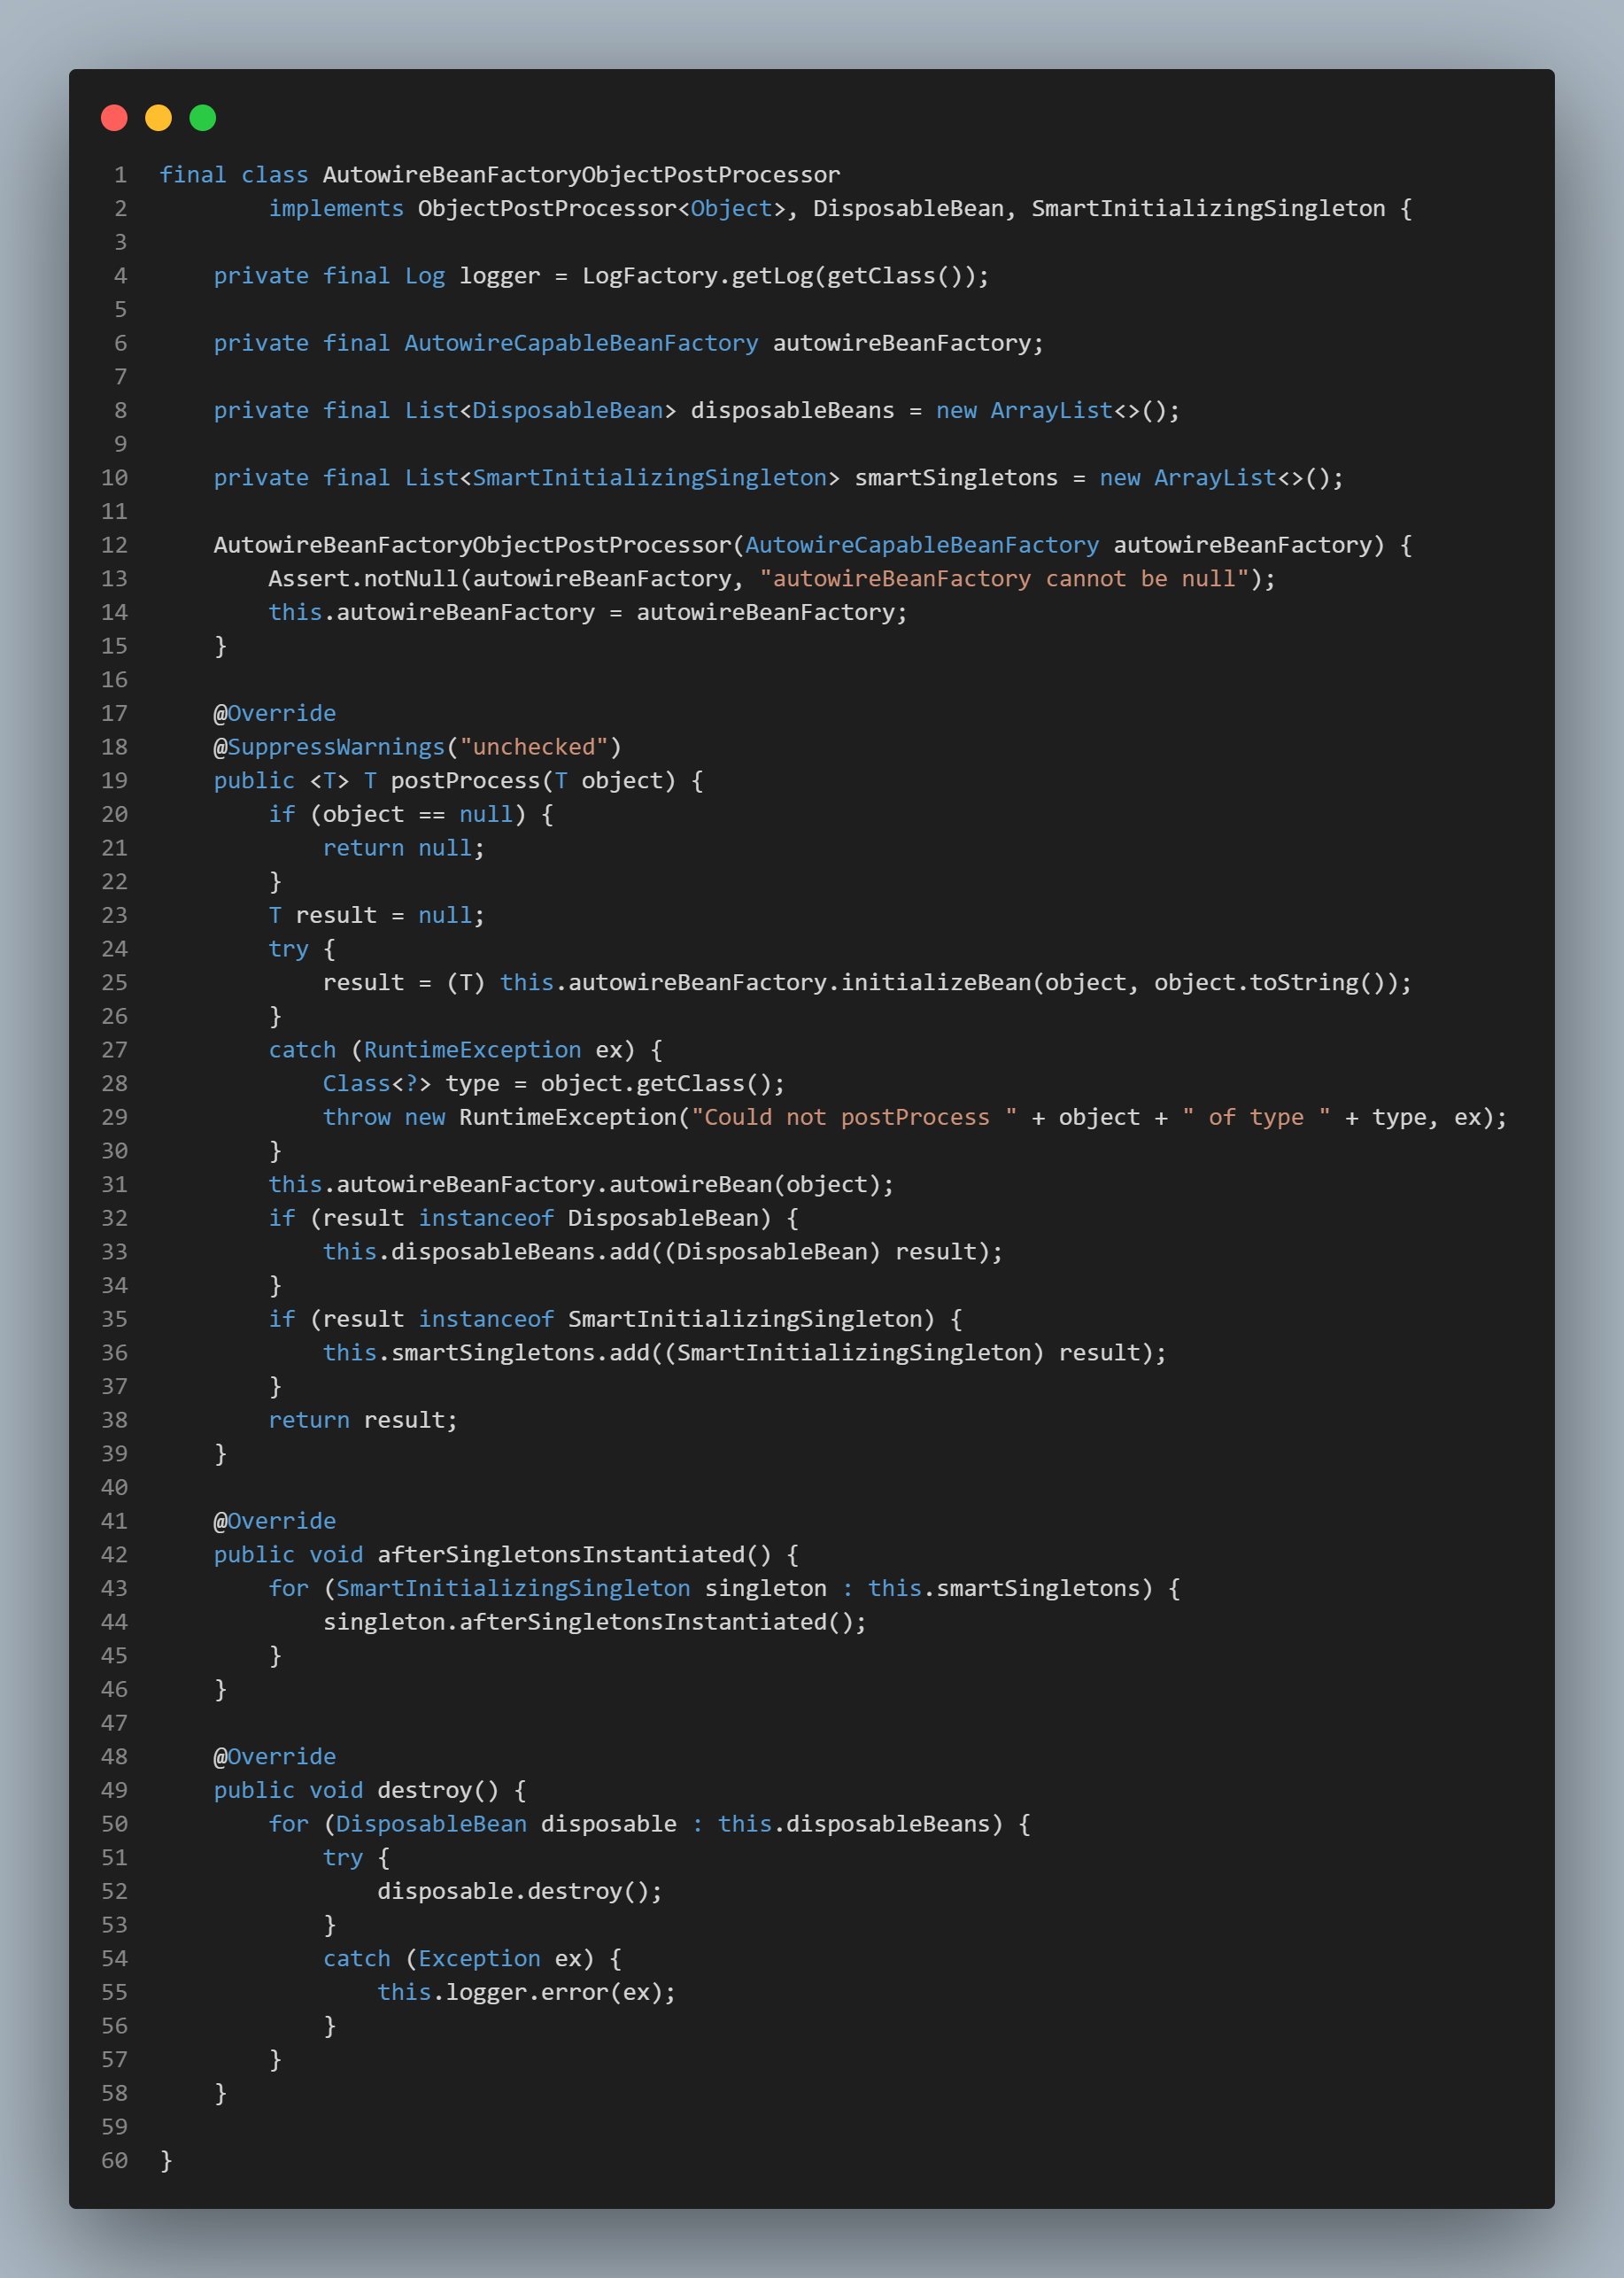 1 final class AutowireBeanFactoryObjectPostProcessor
2         implements ObjectPostProcessor<Object>, DisposableBean, SmartInitializingSingleton {
3
4     private final Log logger = LogFactory.getLog(getClass());
5
6     private final AutowireCapableBeanFactory autowireBeanFactory;
7
8     private final List<DisposableBean> disposableBeans = new ArrayList<>();
9
10     private final List<SmartInitializingSingleton> smartSingletons = new ArrayList<>();
11
12     AutowireBeanFactoryObjectPostProcessor(AutowireCapableBeanFactory autowireBeanFactory) {
13         Assert.notNull(autowireBeanFactory, "autowireBeanFactory cannot be null");
14         this.autowireBeanFactory = autowireBeanFactory;
15     }
16
17     @Override
18     @SuppressWarnings("unchecked")
19     public <T> T postProcess(T object) {
20         if (object == null) {
21             return null;
22         }
23         T result = null;
24         try {
25             result = (T) this.autowireBeanFactory.initializeBean(object, object.toString());
26         }
27         catch (RuntimeException ex) {
28             Class<?> type = object.getClass();
29             throw new RuntimeException("Could not postProcess " + object + " of type " + type, ex);
30         }
31         this.autowireBeanFactory.autowireBean(object);
32         if (result instanceof DisposableBean) {
33             this.disposableBeans.add((DisposableBean) result);
34         }
35         if (result instanceof SmartInitializingSingleton) {
36             this.smartSingletons.add((SmartInitializingSingleton) result);
37         }
38         return result;
39     }
40
41     @Override
42     public void afterSingletonsInstantiated() {
43         for (SmartInitializingSingleton singleton : this.smartSingletons) {
44             singleton.afterSingletonsInstantiated();
45         }
46     }
47
48     @Override
49     public void destroy() {
50         for (DisposableBean disposable : this.disposableBeans) {
51             try {
52                 disposable.destroy();
53             }
54             catch (Exception ex) {
55                 this.logger.error(ex);
56             }
57         }
58     }
59
60 }